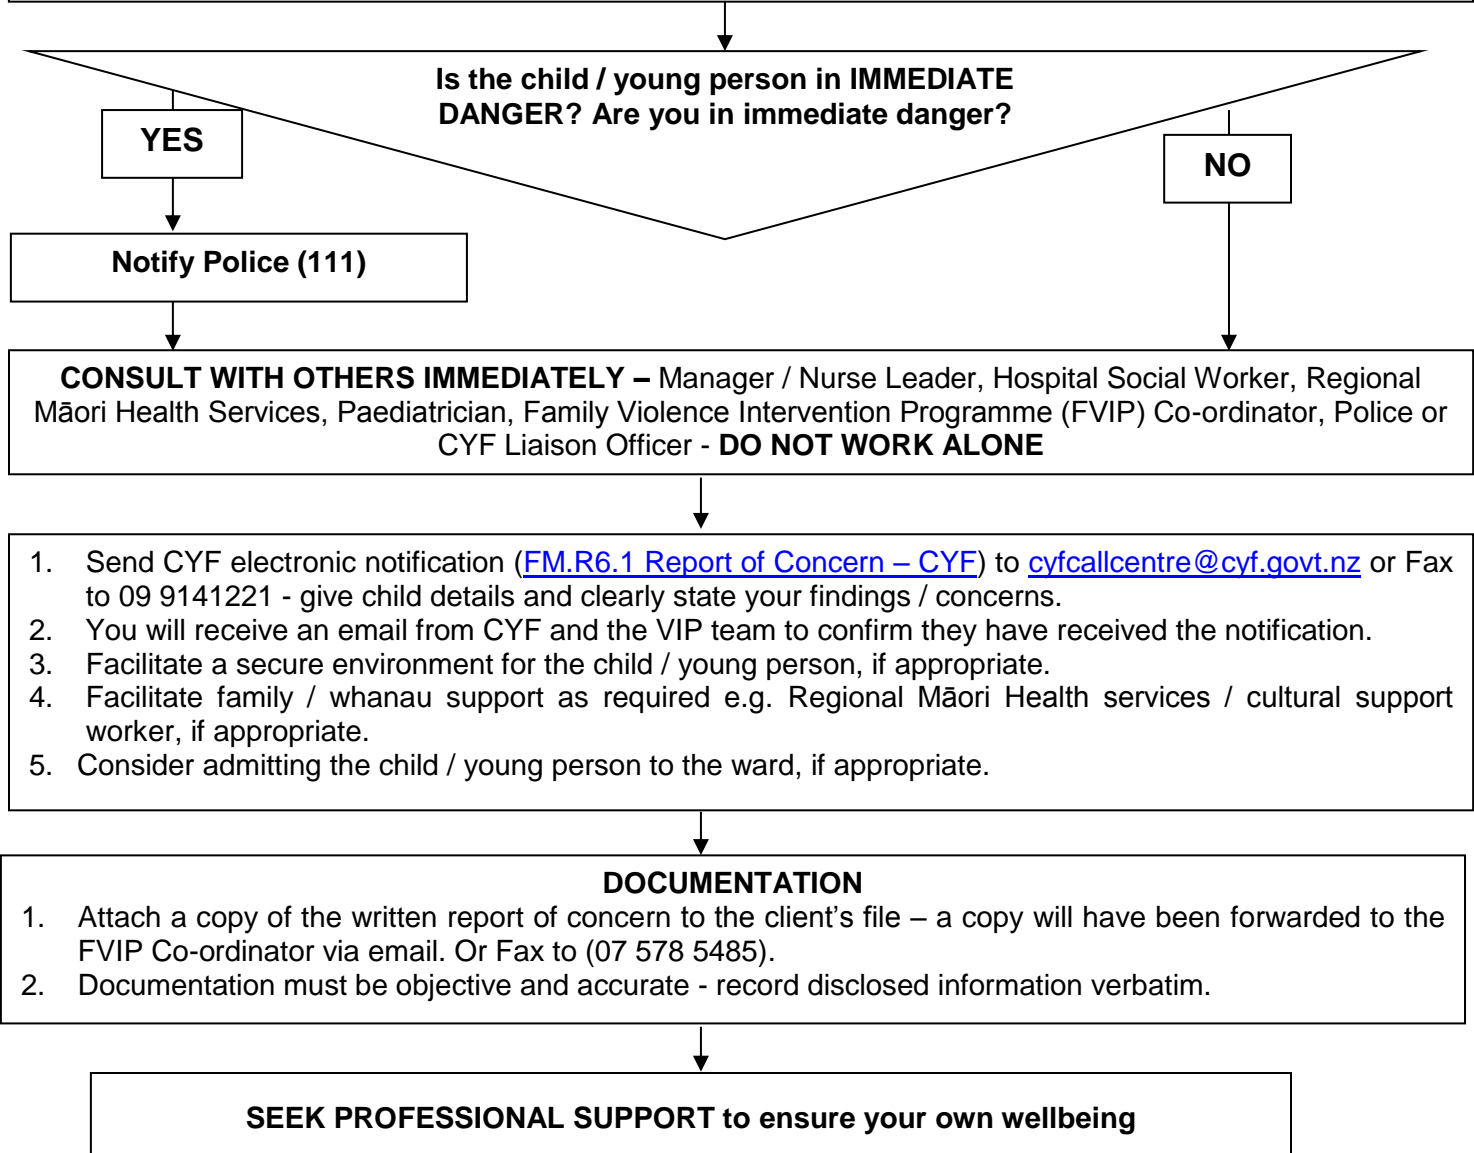 Is the child / young person in IMMEDIATE
DANGER? Are you in immediate danger?
YES
NO
Notify Police (111)
CONSULT WITH OTHERS IMMEDIATELY – Manager / Nurse Leader, Hospital Social Worker, Regional
Māori Health Services, Paediatrician, Family Violence Intervention Programme (FVIP) Co-ordinator, Police or
CYF Liaison Officer - DO NOT WORK ALONE
1. Send CYF electronic notification (FM.R6.1 Report of Concern – CYF) to cyfcallcentre@cyf.govt.nz or Fax
to 09 9141221 - give child details and clearly state your findings / concerns.
2. You will receive an email from CYF and the VIP team to confirm they have received the notification.
3. Facilitate a secure environment for the child / young person, if appropriate.
4. Facilitate family / whanau support as required e.g. Regional Māori Health services / cultural support
worker, if appropriate.
5. Consider admitting the child / young person to the ward, if appropriate.
DOCUMENTATION
1. Attach a copy of the written report of concern to the client's file – a copy will have been forwarded to the
FVIP Co-ordinator via email. Or Fax to (07 578 5485).
2. Documentation must be objective and accurate - record disclosed information verbatim.
SEEK PROFESSIONAL SUPPORT to ensure your own wellbeing